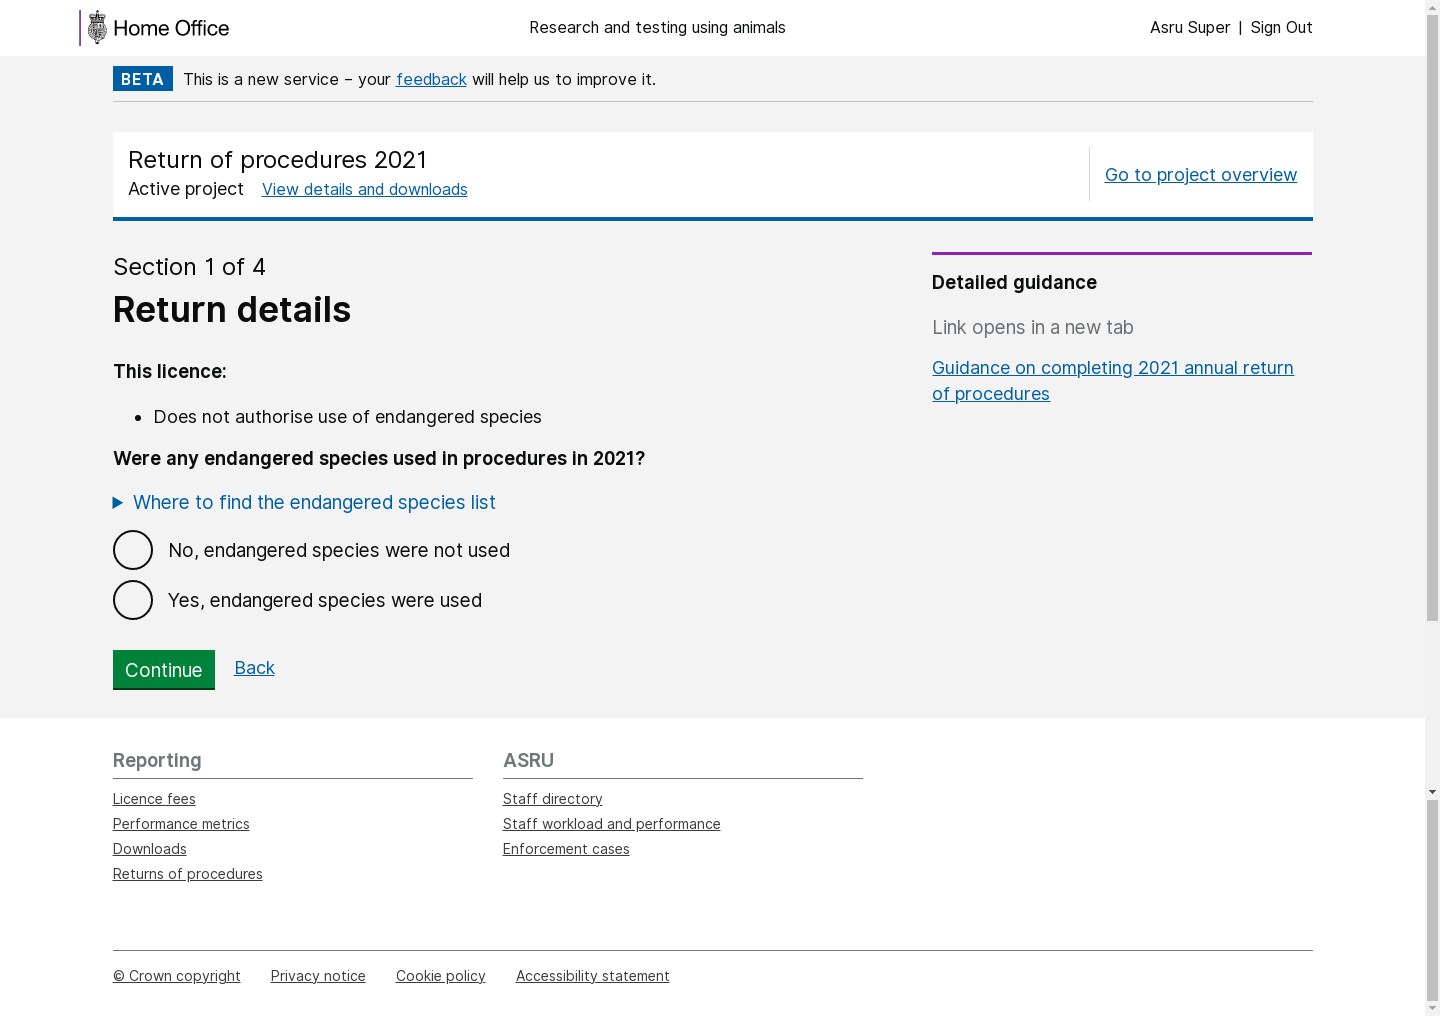 Home Office
Research and testing using animals
Asru Super | Sign Out
BETA This is a new service – your feedback will help us to improve it.
Return of procedures 2021
Active project View details and downloads
Go to project overview
Section 1 of 4
Return details
This licence:
• Does not authorise use of endangered species
Were any endangered species used in procedures in 2021?
Where to find the endangered species list
No, endangered species were not used
Yes, endangered species were used
Continue Back
Detailed guidance
Link opens in a new tab
Guidance on completing 2021 annual return
of procedures
Reporting
Licence fees
Performance metrics
Downloads
Returns of procedures
ASRU
Staff directory
Staff workload and performance
Enforcement cases
© Crown copyright Privacy notice Cookie policy Accessibility statement